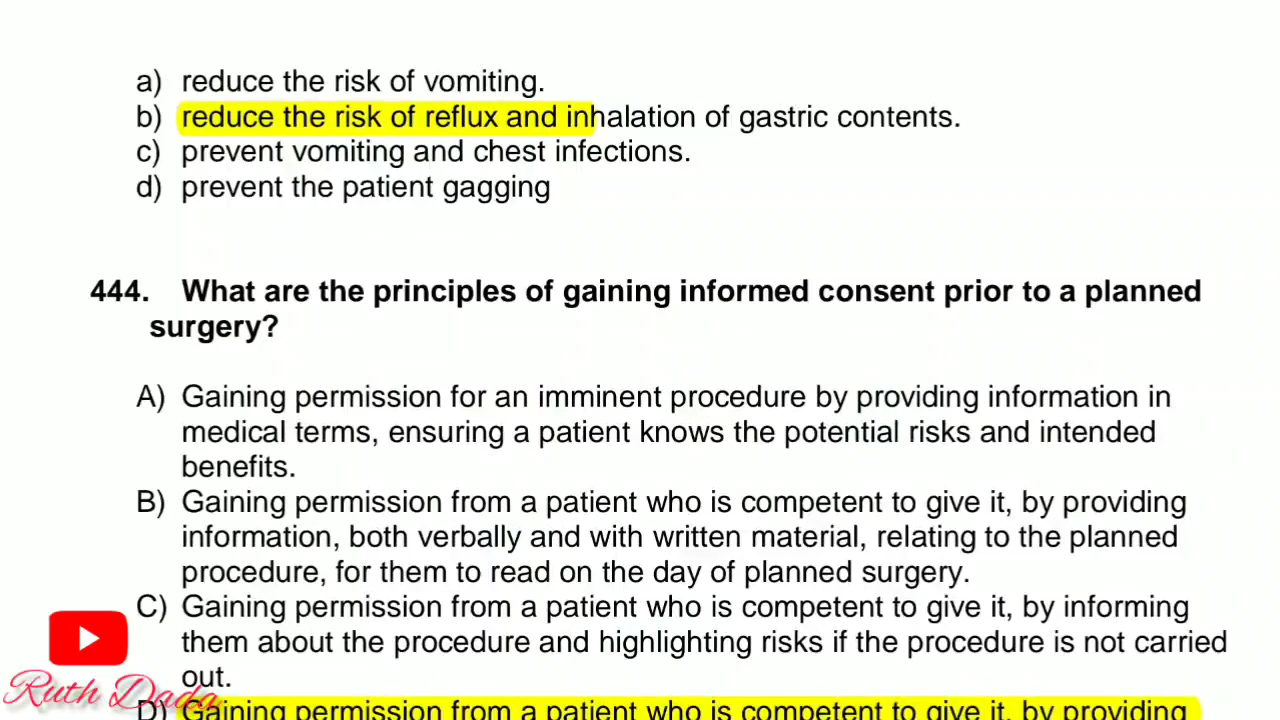 a) reduce the risk of vomiting.
b) reduce the risk of reflux and inhalation of gastric contents.
c) prevent vomiting and chest infections.
d) prevent the patient gagging
444. What are the principles of gaining informed consent prior to a planned
surgery?
A) Gaining permission for an imminent procedure by providing information in
medical terms, ensuring a patient knows the potential risks and intended
benefits.
B) Gaining permission from a patient who is competent to give it, by providing
information, both verbally and with written material, relating to the planned
procedure, for them to read on the day of planned surgery.
C) Gaining permission from a patient who is competent to give it, by informing
them about the procedure and highlighting risks if the procedure is not carried
out.
Ruth Dada
D) Gaining permission from a patient who is competent to give it, by providing